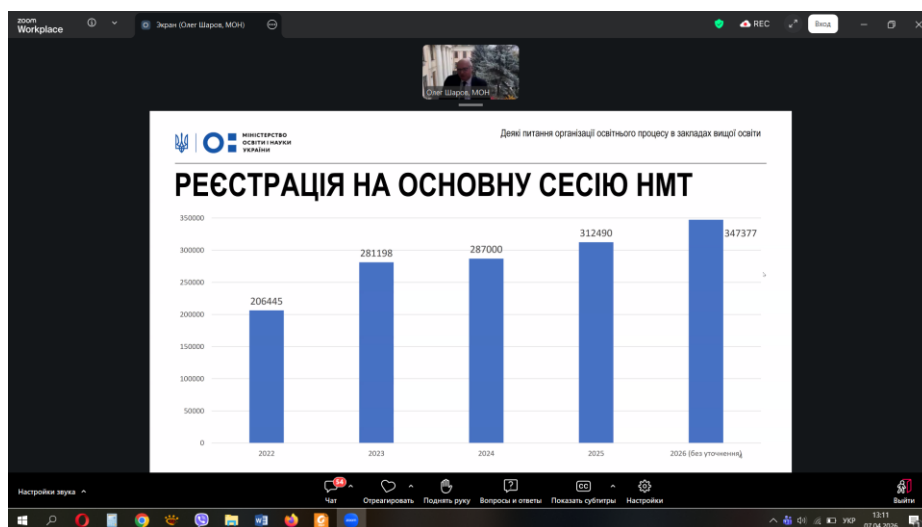 zoom
Workplace
Экран (Олег Шаров, МОН)
REC
Вход
Олег Шаров, МОН
МІНІСТЕРСТВО
ОСВІТИ І НАУКИ
УКРАЇНИ
Деякі питання організації освітнього процесу в закладах вищої освіти
РЕЄСТРАЦІЯ НА ОСНОВНУ СЕСІЮ НМТ
350000
300000
250000
200000
150000
100000
50000
0
206445
281198
287000
312490
347377
2022
2023
2024
2025
2026 (без уточнення)
Настройки звука
54
Чат
Отреагировать
Поднять руку
Вопросы и ответы
Показать субтитры
Настройки
Выйти
УКР
13:11
07.04.2026